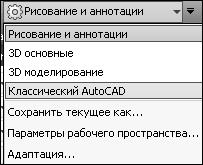 Рисование и аннотации
Рисование и аннотации
3D основные
3D моделирование
Классический AutoCAD
Сохранить текущее как...
Параметры рабочего пространства...
Адаптация...